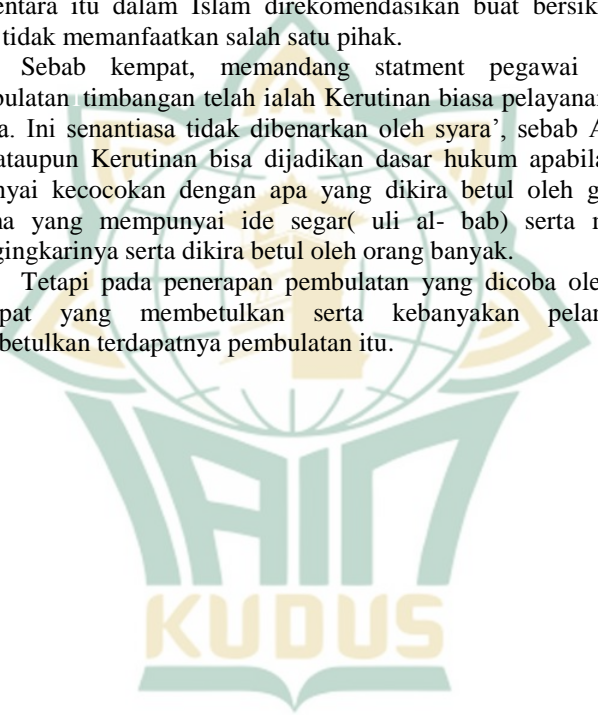 entara itu dalam Islam direkomendasikan buat bersik
tidak memanfaatkan salah satu pihak.
Sebab kempat, memandang statment pegawai
bulatan timbangan telah ialah Kerutinan biasa pelayanan
a. Ini senantiasa tidak dibenarkan oleh syara’, sebab A
ataupun Kerutinan bisa dijadikan dasar hukum apabila
nyai kecocokan dengan apa yang dikira betul oleh g
na yang mempunyai ide segar( uli al- bab) serta
gingkarinya serta dikira betul oleh orang banyak.
Tetapi pada penerapan pembulatan yang dicoba ole
pat yang membetulkan serta kebanyakan pelan
betulkan terdapatnya pembulatan itu.
IAIN
KUDUS